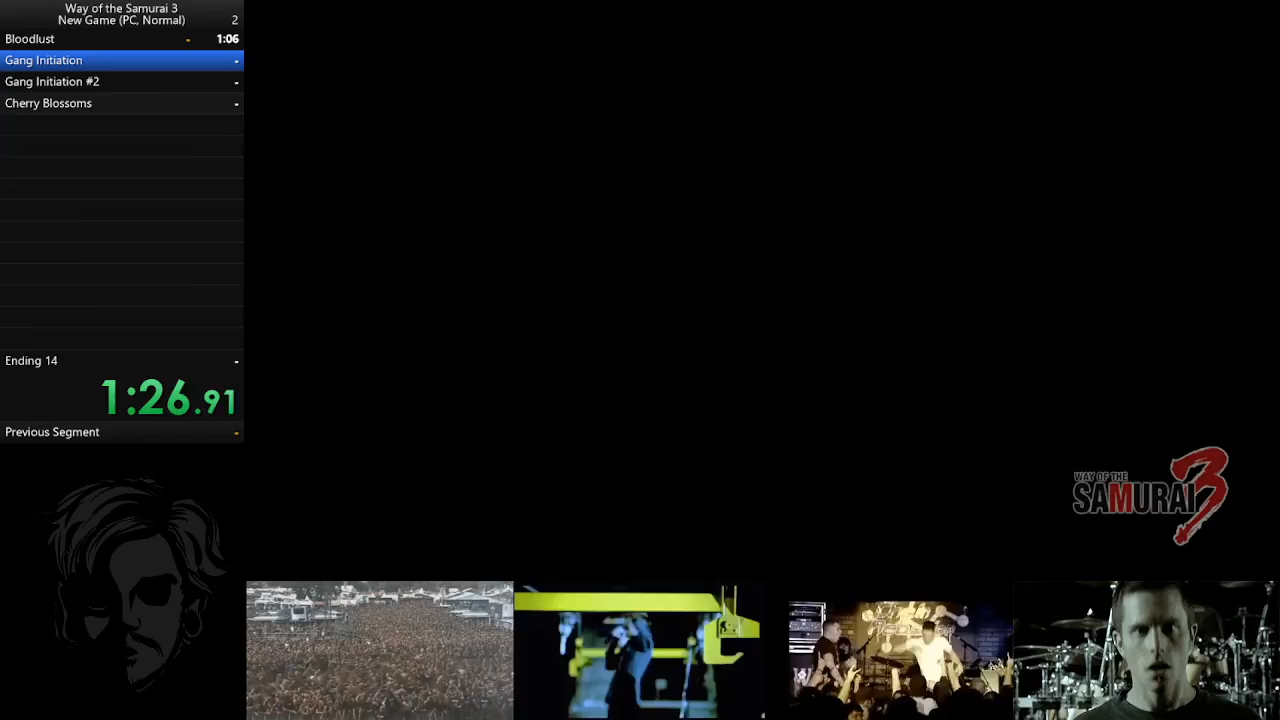 Way of the Samurai 3
New Game (PC, Normal)
2
Bloodlust - 1:06
Gang Initiation -
Gang Initiation #2 -
Cherry Blossoms -
Ending 14 -
1:26.91
Previous Segment -
WAY OF THE
SAMURAI 3